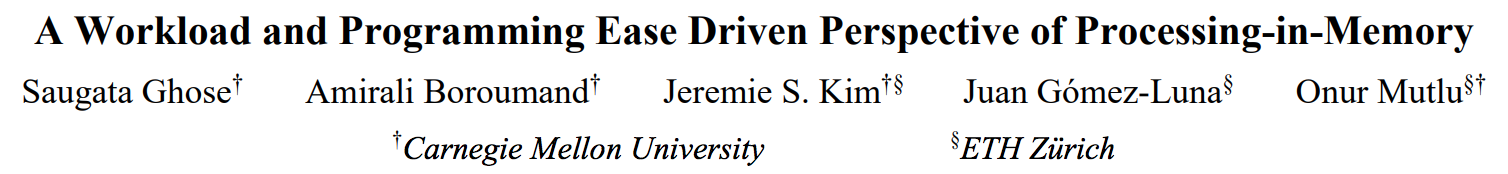 A Workload and Programming Ease Driven Perspective of Processing-in-Memory
Saugata Ghose† Amirali Boroumand† Jeremie S. Kim†§ Juan Gómez-Luna§ Onur Mutlu§†
†Carnegie Mellon University §ETH Zürich